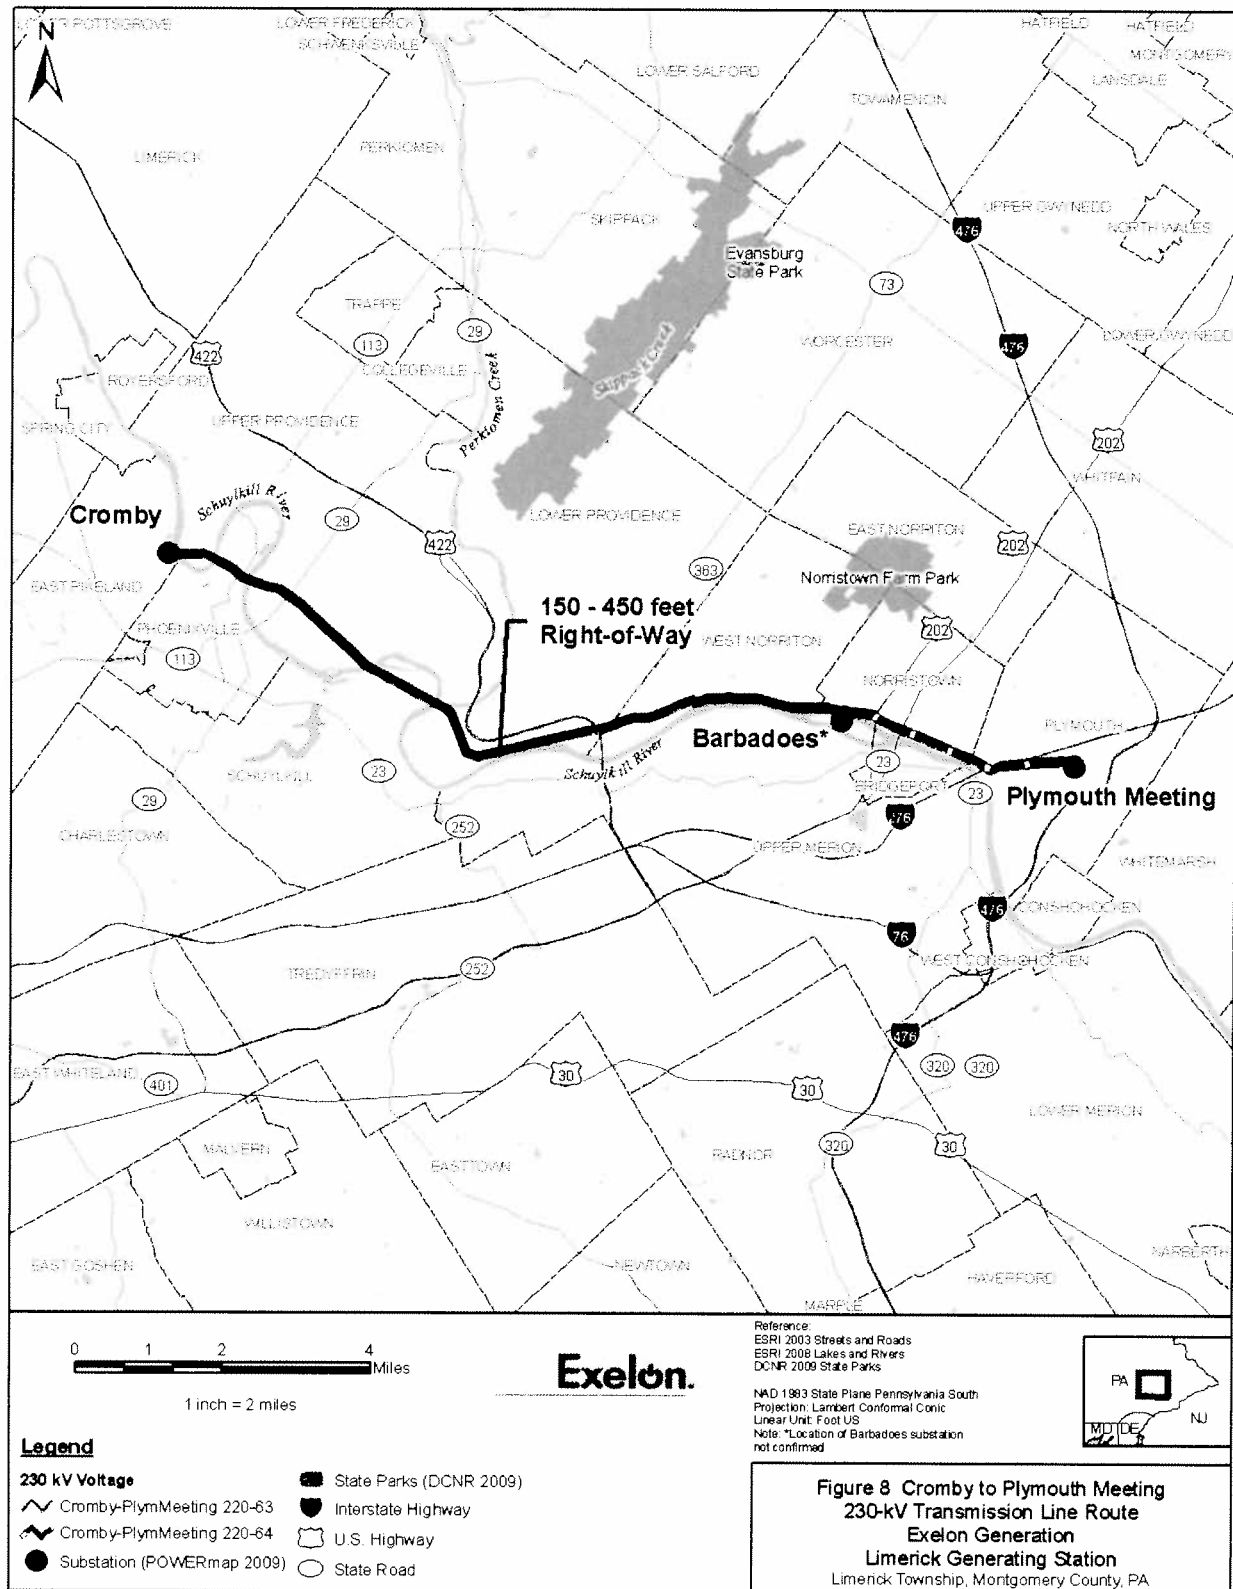 LOWER POTTSGROVE
LOWER FREDERICK
SCHWENKSVILLE
HATFIELD
HATFIELD
MONTGOMERY
LANSDALE
N
LOWER SALFORD
TOWAMENCIN
PERKIOMEN
LIMERICK
SKIPPACK
UPPER GWYNEDD
NORTH WALES
476
Evansburg
State Park
73
TRAPPE
29
113
422
COLLEGEVILLE
WORCESTER
476
LOWER GWYNEDD
ROYERSFORD
Perkiomen Creek
Skippack Creek
SPRING CITY
UPPER PROVIDENCE
202
WHITPAIN
Schuylkill River
Cromby
29
LOWER PROVIDENCE
EAST NORRITON
422
202
363
Norristown Farm Park
EAST PIKELAND
150 - 450 feet
Right-of-Way
PHOENIXVILLE
WEST NORRITON
202
113
NORRISTOWN
Barbadoes*
PLYMOUTH
SCHUYLKILL
23
Schuylkill River
23
BRIDGEPORT
23
Plymouth Meeting
29
CHARLESTOWN
252
276
UPPER MERION
WHITEMARSH
476
CONSHOHOCKEN
76
WEST CONSHOHOCKEN
TREDYFFRIN
252
476
EAST WHITELAND
401
30
30
320
320
LOWER MERION
MALVERN
EASTTOWN
RADNOR
320
30
WILLISTOWN
EAST GOSHEN
NEWTOWN
HAVERFORD
NARBERTH
MARPLE
0 1 2 4
Miles
1 inch = 2 miles
Exelon.
Reference:
ESRI 2003 Streets and Roads
ESRI 2008 Lakes and Rivers
DCNR 2009 State Parks
NAD 1983 State Plane Pennsylvania South
Projection: Lambert Conformal Conic
Linear Unit: Foot US
Note: *Location of Barbadoes substation
not confirmed
PA
NJ
MD DE
Legend
230 kV Voltage
Cromby-PlymMeeting 220-63
Cromby-PlymMeeting 220-64
Substation (POWERmap 2009)
State Parks (DCNR 2009)
Interstate Highway
U.S. Highway
State Road
Figure 8 Cromby to Plymouth Meeting
230-kV Transmission Line Route
Exelon Generation
Limerick Generating Station
Limerick Township, Montgomery County, PA